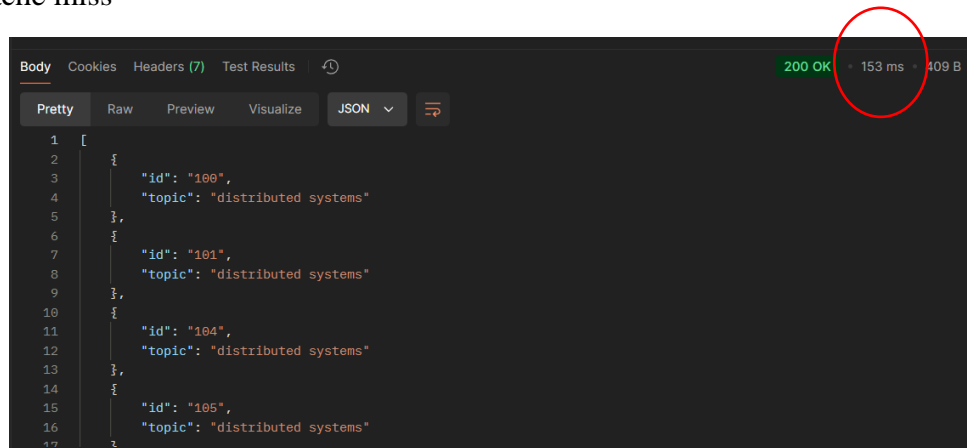 Body Cookies Headers (7) Test Results 200 OK • 153 ms • 409 B
Pretty Raw Preview Visualize JSON
1 [
2 {
3 "id": "100",
4 "topic": "distributed systems"
5 },
6 {
7 "id": "101",
8 "topic": "distributed systems"
9 },
10 {
11 "id": "104",
12 "topic": "distributed systems"
13 },
14 {
15 "id": "105",
16 "topic": "distributed systems"
17 }